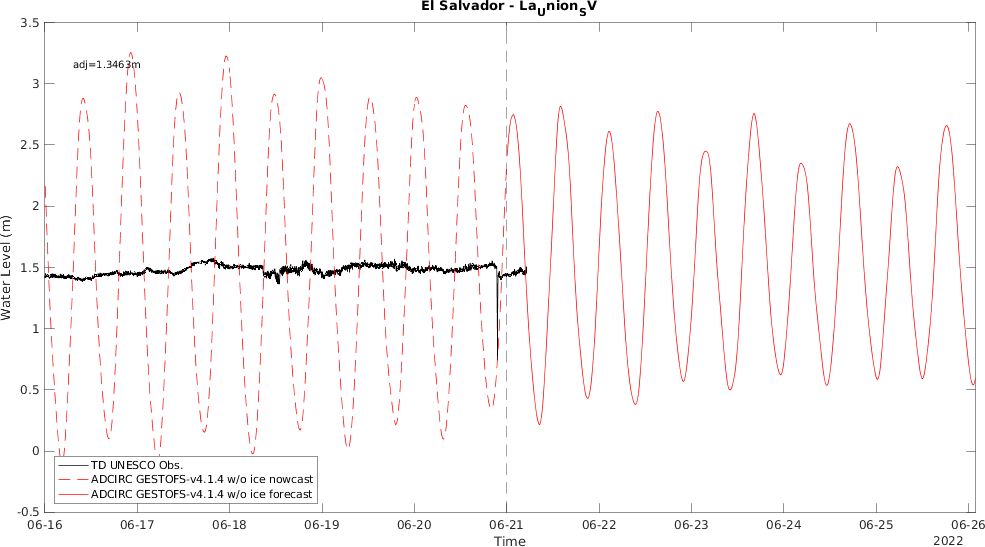 El Salvador - LaUnionSV
3.5
3
2.5
2
1.5
1
0.5
0
-0.5
Water Level (m)
adj=1.3463m
TD UNESCO Obs.
ADCIRC GESTOFS-v4.1.4 w/o ice nowcast
ADCIRC GESTOFS-v4.1.4 w/o ice forecast
06-16 06-17 06-18 06-19 06-20 06-21 06-22 06-23 06-24 06-25 06-26
Time
2022